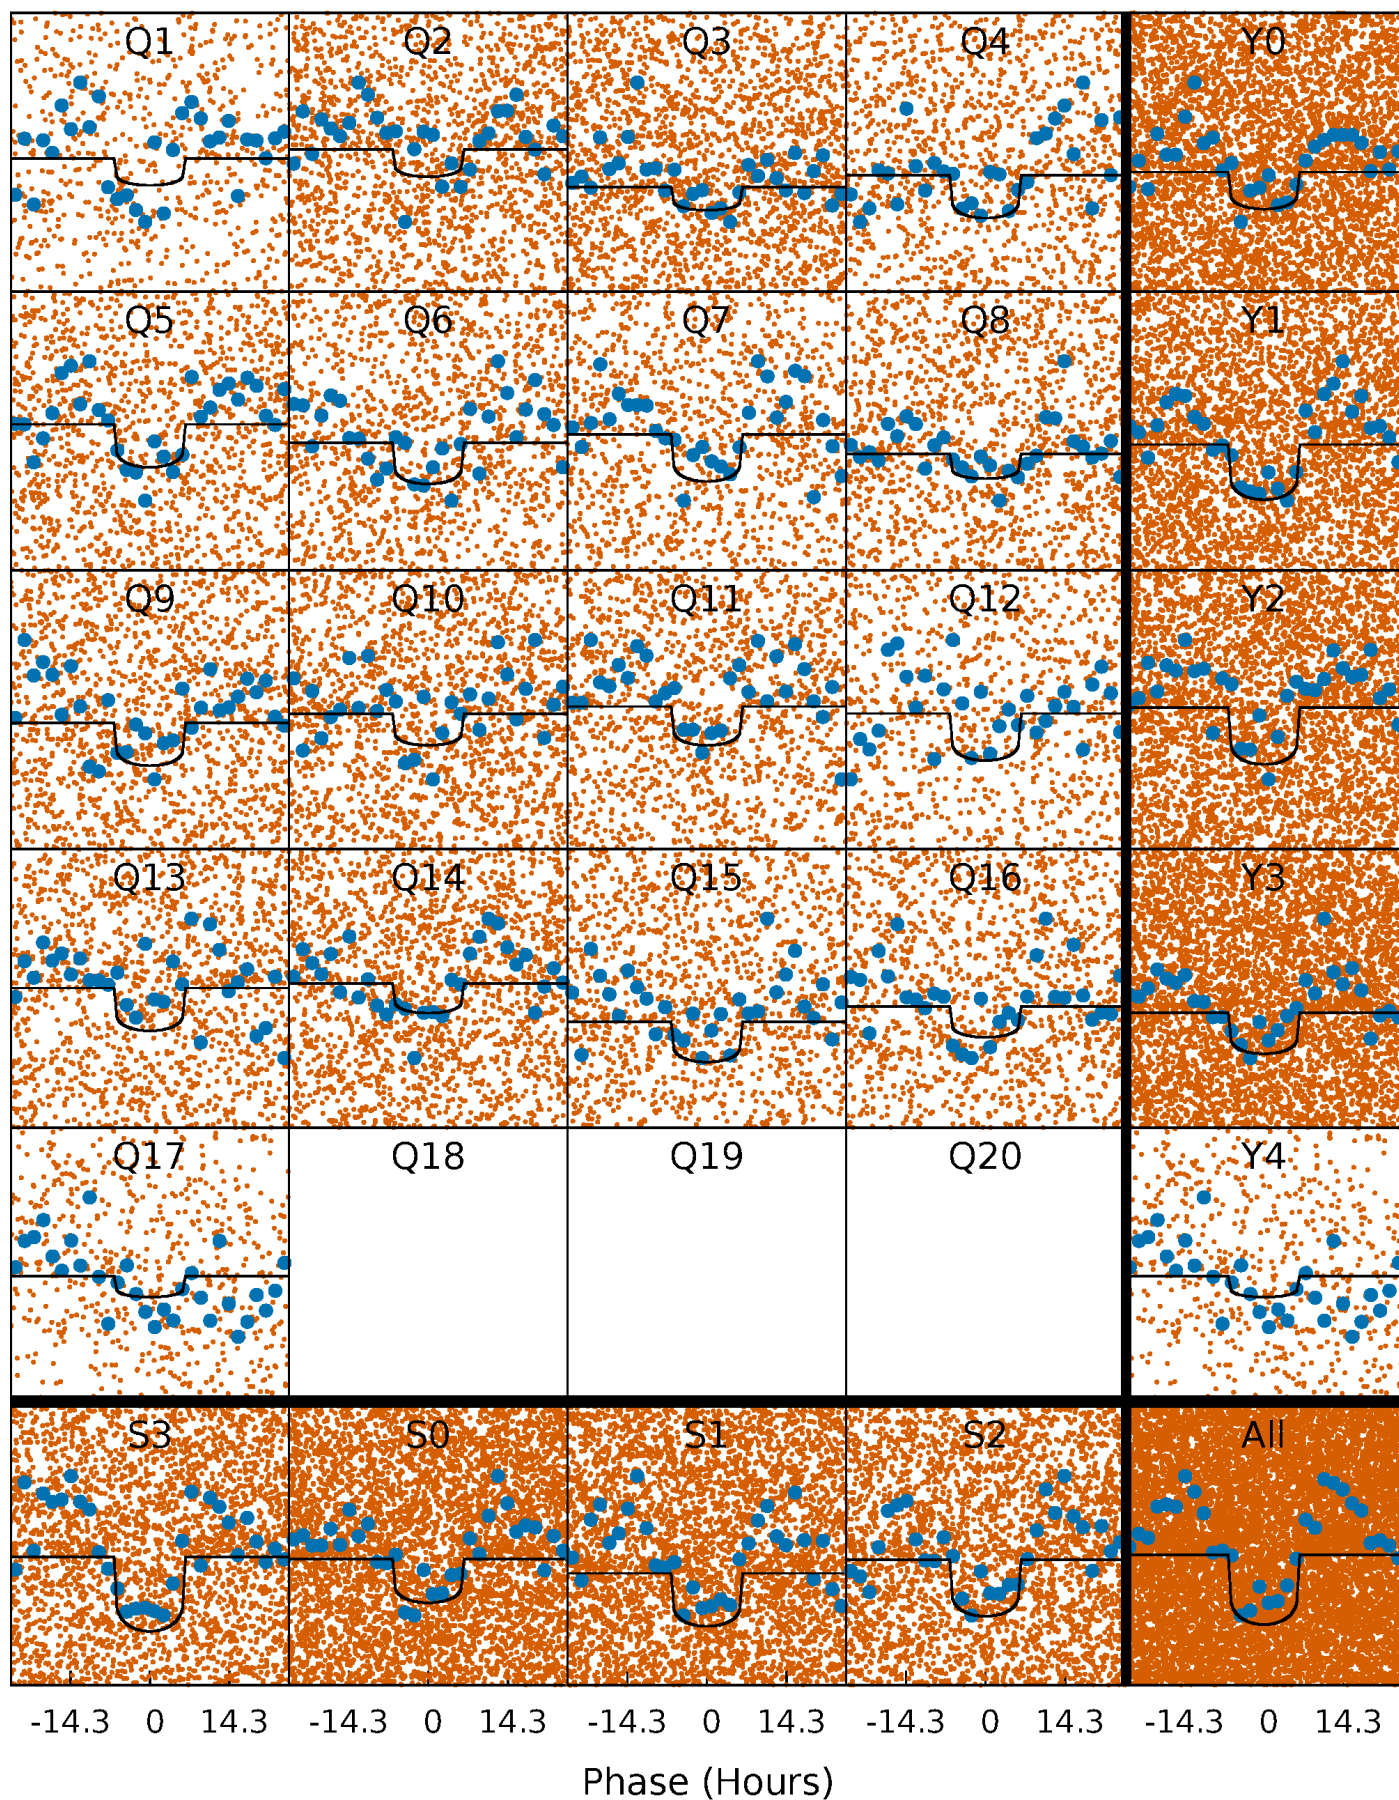 Q1 Q2 Q3 Q4 Y0
Q5 Q6 Q7 Q8 Y1
Q9 Q10 Q11 Q12 Y2
Q13 Q14 Q15 Q16 Y3
Q17 Q18 Q19 Q20 Y4
S3 S0 S1 S2 All
-14.3 0 14.3 -14.3 0 14.3 -14.3 0 14.3 -14.3 0 14.3 -14.3 0 14.3
Phase (Hours)